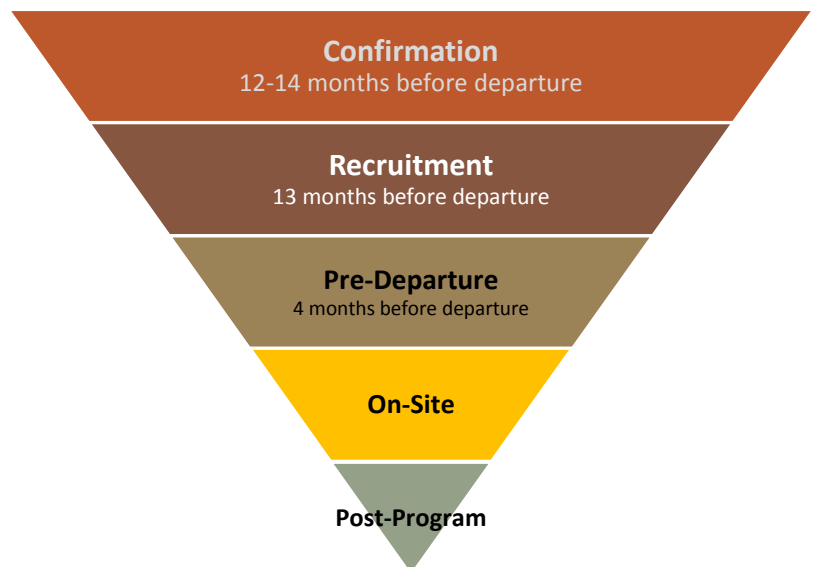 Confirmation
12-14 months before departure
Recruitment
13 months before departure
Pre-Departure
4 months before departure
On-Site
Post-Program